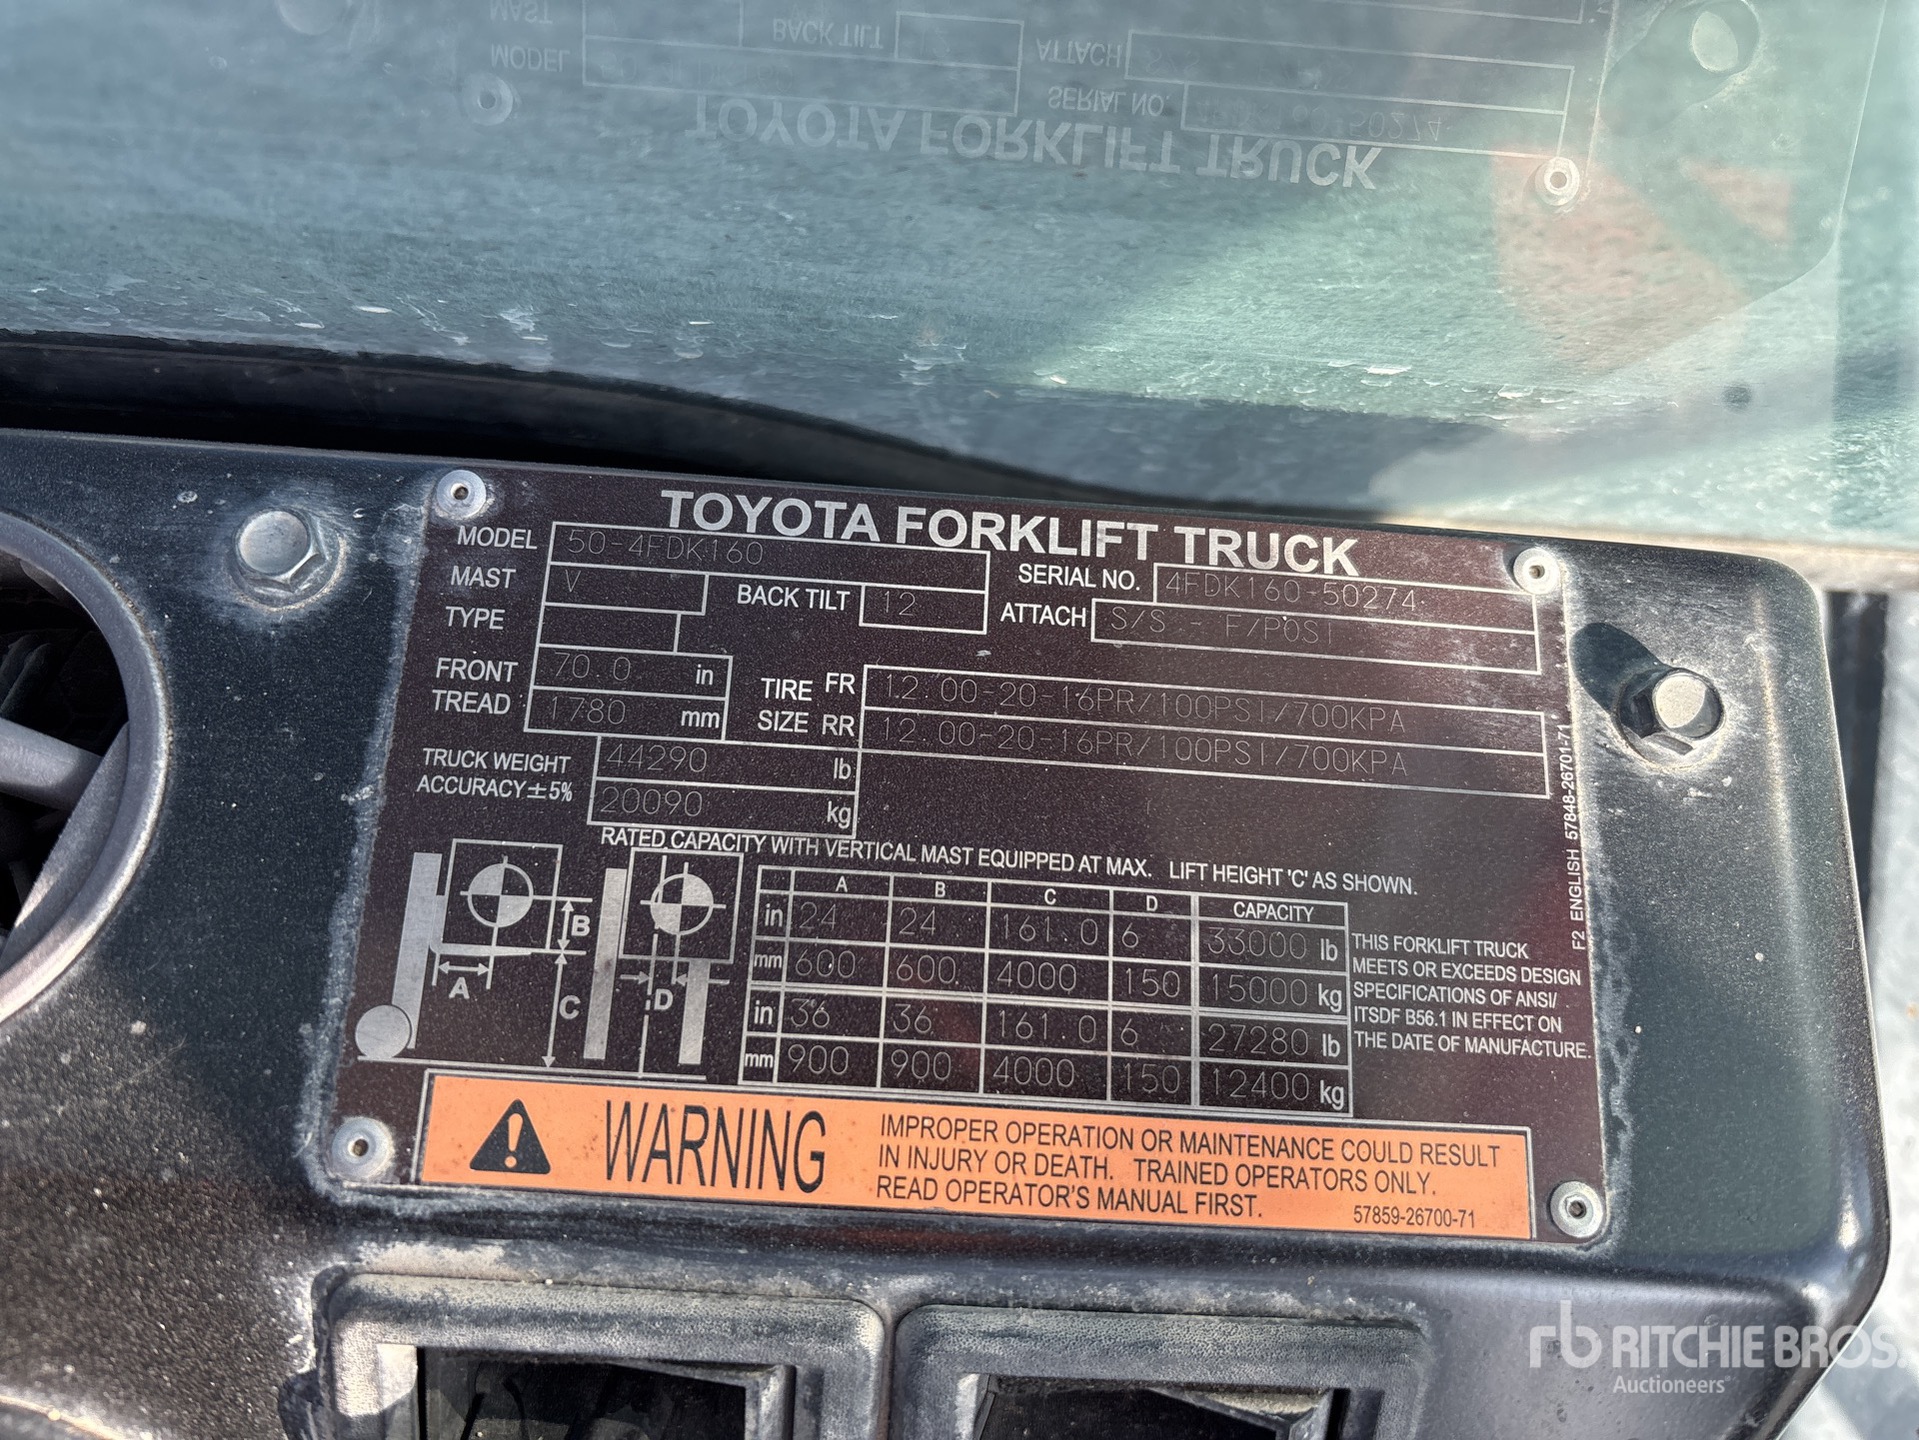 TOYOTA FORKLIFT TRUCK
MODEL 50-4FDK160
SERIAL NO. 4FDK160-50274
MAST V
BACK TILT 12
ATTACH S/S - F/POSI
TYPE
FRONT TREAD 70.0 in
1780 mm
TIRE SIZE FR 12.00-20-16PR/100PSI/700KPA
RR 12.00-20-16PR/100PSI/700KPA
TRUCK WEIGHT 44290 lb
ACCURACY±5% 20090 kg
RATED CAPACITY WITH VERTICAL MAST EQUIPPED AT MAX. LIFT HEIGHT 'C' AS SHOWN.
A B C D CAPACITY
in 24 24 161.0 6 33000 lb
mm 600 600 4000 150 15000 kg
in 36 36 161.0 6 27280 lb
mm 900 900 4000 150 12400 kg
A B C D
THIS FORKLIFT TRUCK
MEETS OR EXCEEDS DESIGN
SPECIFICATIONS OF ANSI/
ITSDF B56.1 IN EFFECT ON
THE DATE OF MANUFACTURE.
F2 ENGLISH 57848-26701-71
WARNING
IMPROPER OPERATION OR MAINTENANCE COULD RESULT
IN INJURY OR DEATH. TRAINED OPERATORS ONLY.
READ OPERATOR'S MANUAL FIRST.
57859-26700-71
rb RITCHIE BROS.
Auctioneers